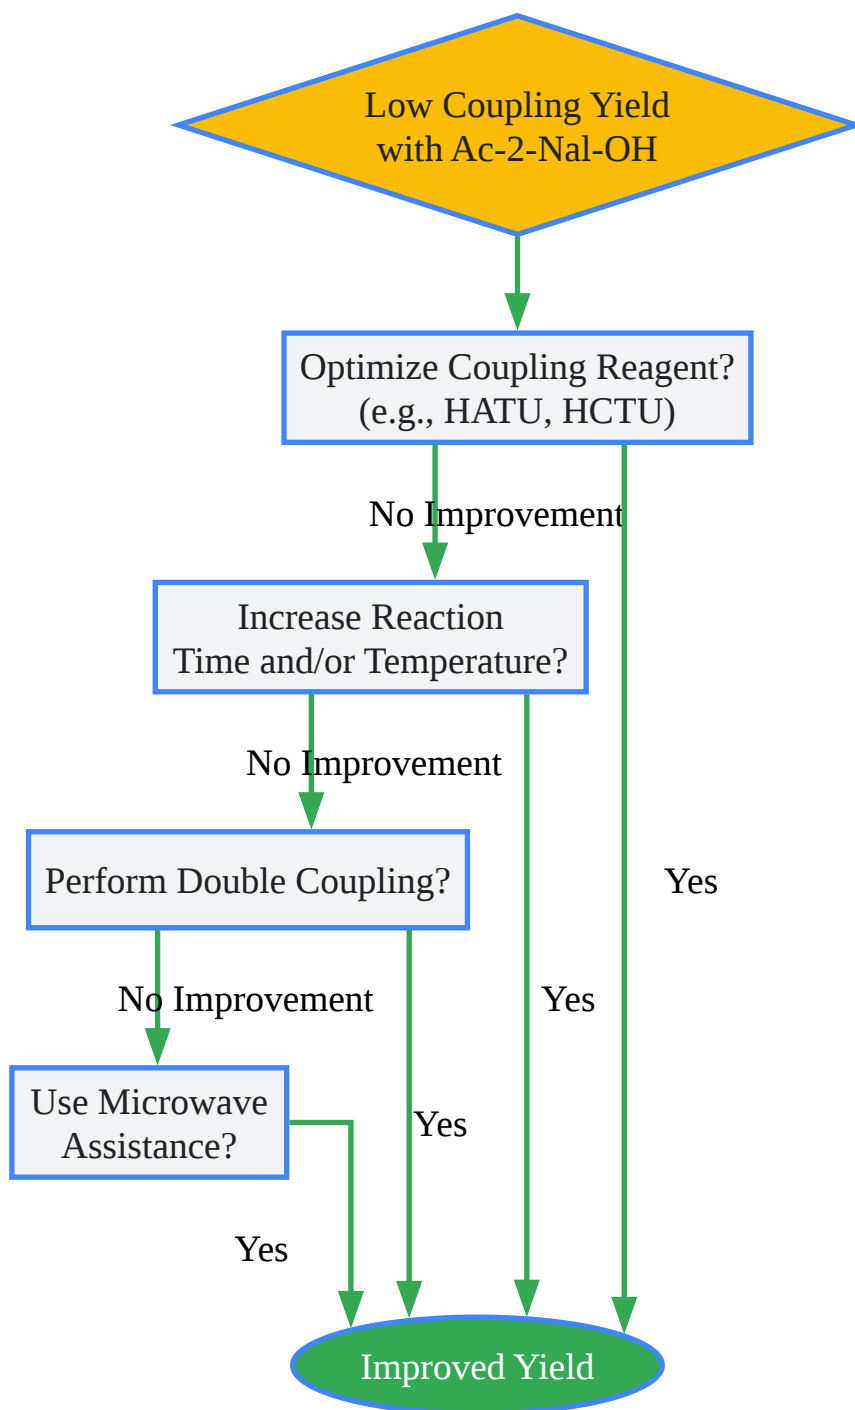 Low Coupling Yield
with Ac-2-Nal-OH
Optimize Coupling Reagent?
(e.g., HATU, HCTU)
No Improvement
Increase Reaction
Time and/or Temperature?
No Improvement
Perform Double Coupling?
Yes
No Improvement
Yes
Use Microwave
Assistance?
Yes
Yes
Improved Yield